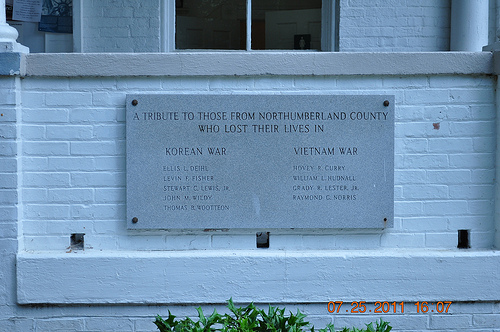 A TRIBUTE TO THOSE FROM NORTHUMBERLAND COUNTY
WHO LOST THEIR LIVES IN
KOREAN WAR
ELLIS L. DEIHL
LEVIN F. FISHER
STEWART C. LEWIS, JR.
JOHN M. WILDY
THOMAS B. WOOTTEON
VIETNAM WAR
HOVEY R. CURRY
WILLIAM L. HUDNALL
GRADY R. LESTER, JR.
RAYMOND C. NORRIS
07.25.2011 16:07